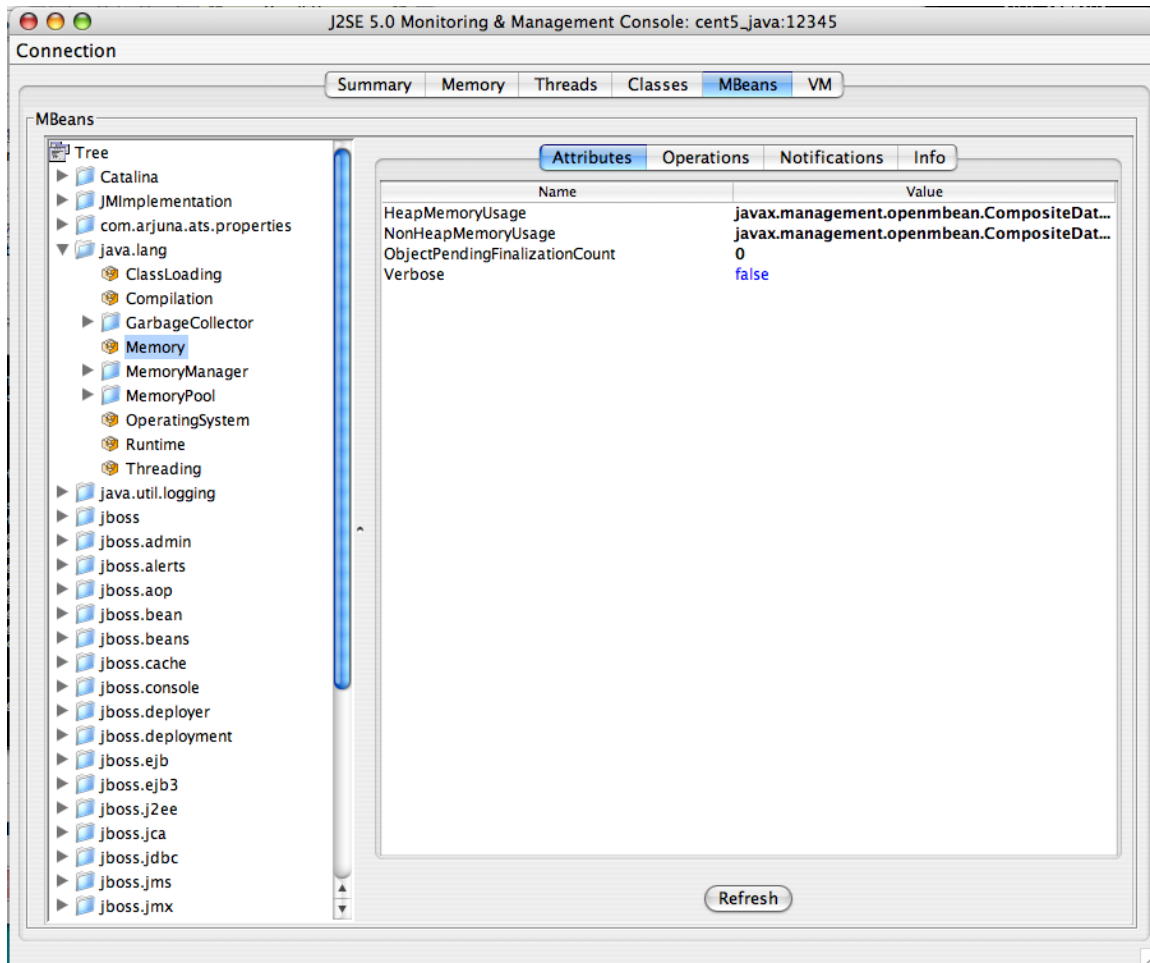 J2SE 5.0 Monitoring & Management Console: cent5_java:12345
Connection
Summary Memory Threads Classes MBeans VM
MBeans
Tree
Catalina
JMImplementation
com.arjuna.ats.properties
java.lang
ClassLoading
Compilation
GarbageCollector
Memory
MemoryManager
MemoryPool
OperatingSystem
Runtime
Threading
java.util.logging
jboss
jboss.admin
jboss.alerts
jboss.aop
jboss.bean
jboss.beans
jboss.cache
jboss.console
jboss.deployer
jboss.deployment
jboss.ejb
jboss.ejb3
jboss.j2ee
jboss.jca
jboss.jdbc
jboss.jms
jboss.jmx
Attributes Operations Notifications Info
Name Value
HeapMemoryUsage javax.management.openmbean.CompositeDat...
NonHeapMemoryUsage javax.management.openmbean.CompositeDat...
ObjectPendingFinalizationCount 0
Verbose false
Refresh